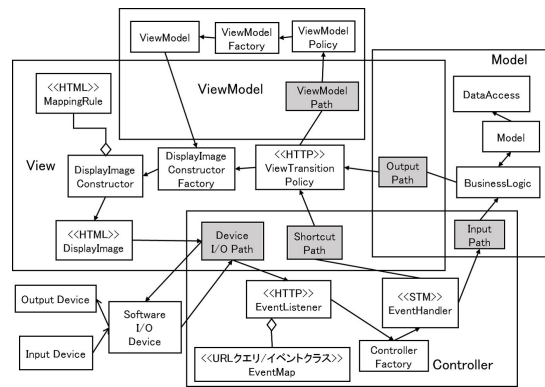 ViewModel
ViewModel
Factory
ViewModel
Policy
Model
<<HTML>>
MappingRule
ViewModel
ViewModel
Path
DataAccess
Model
View
DisplayImage
Constructor
DisplayImage
Constructor
Factory
<<HTTP>>
ViewTransition
Policy
Output
Path
BusinessLogic
<<HTML>>
DisplayImage
Device
I/O Path
Shortcut
Path
Input
Path
Output Device
Software
I/O
Device
<<HTTP>>
EventListener
<<STM>>
EventHandler
Input Device
<<URLクエリ/イベントクラス>>
EventMap
Controller
Factory
Controller